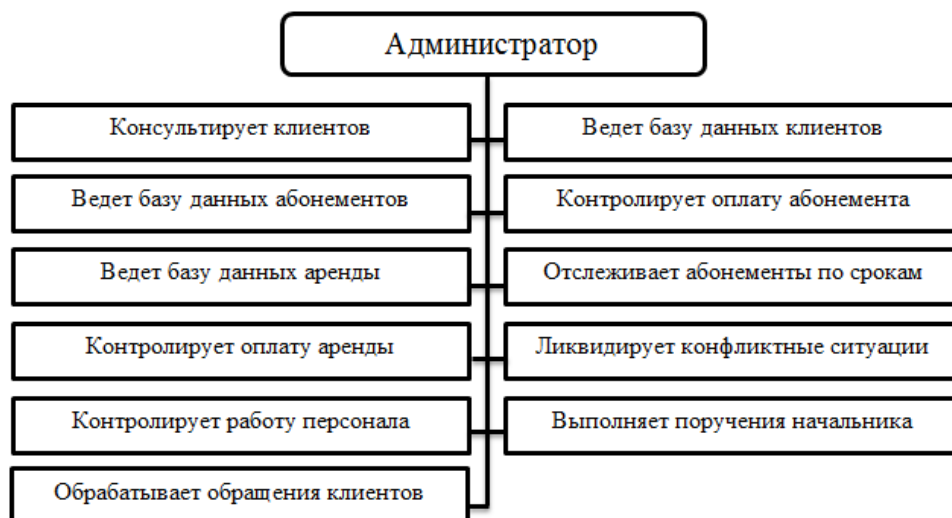 Администратор
Консультирует клиентов
Ведет базу данных клиентов
Ведет базу данных абонементов
Контролирует оплату абонемента
Ведет базу данных аренды
Отслеживает абонементы по срокам
Контролирует оплату аренды
Ликвидирует конфликтные ситуации
Контролирует работу персонала
Выполняет поручения начальника
Обрабатывает обращения клиентов